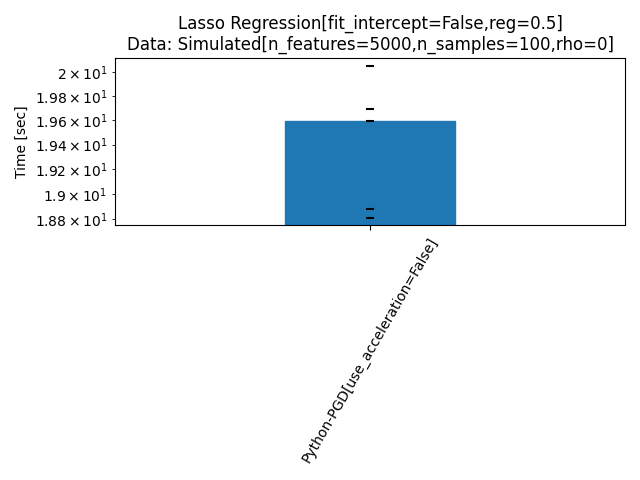 Lasso Regression[fit_intercept=False,reg=0.5]
Data: Simulated[n_features=5000,n_samples=100,rho=0]
Time [sec]
2 × 10¹
1.98 × 10¹
1.96 × 10¹
1.94 × 10¹
1.92 × 10¹
1.9 × 10¹
1.88 × 10¹
Python-PGD[use_acceleration=False]